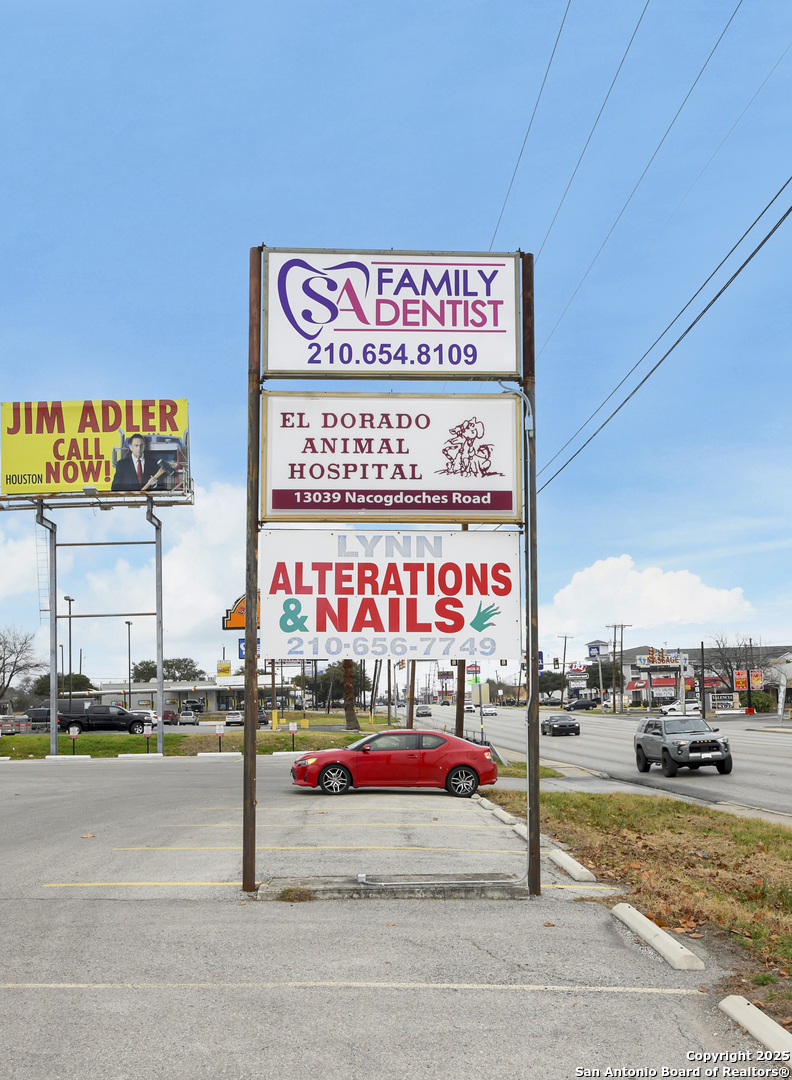 SA FAMILY
DENTIST
210.654.8109
EL DORADO
ANIMAL
HOSPITAL
13039 Nacogdoches Road
LYNN
ALTERATIONS
& NAILS
210-656-7749
JIM ADLER
CALL
HOUSTON NOW!
MASSAGE
Copyright 2025
San Antonio Board of Realtors®